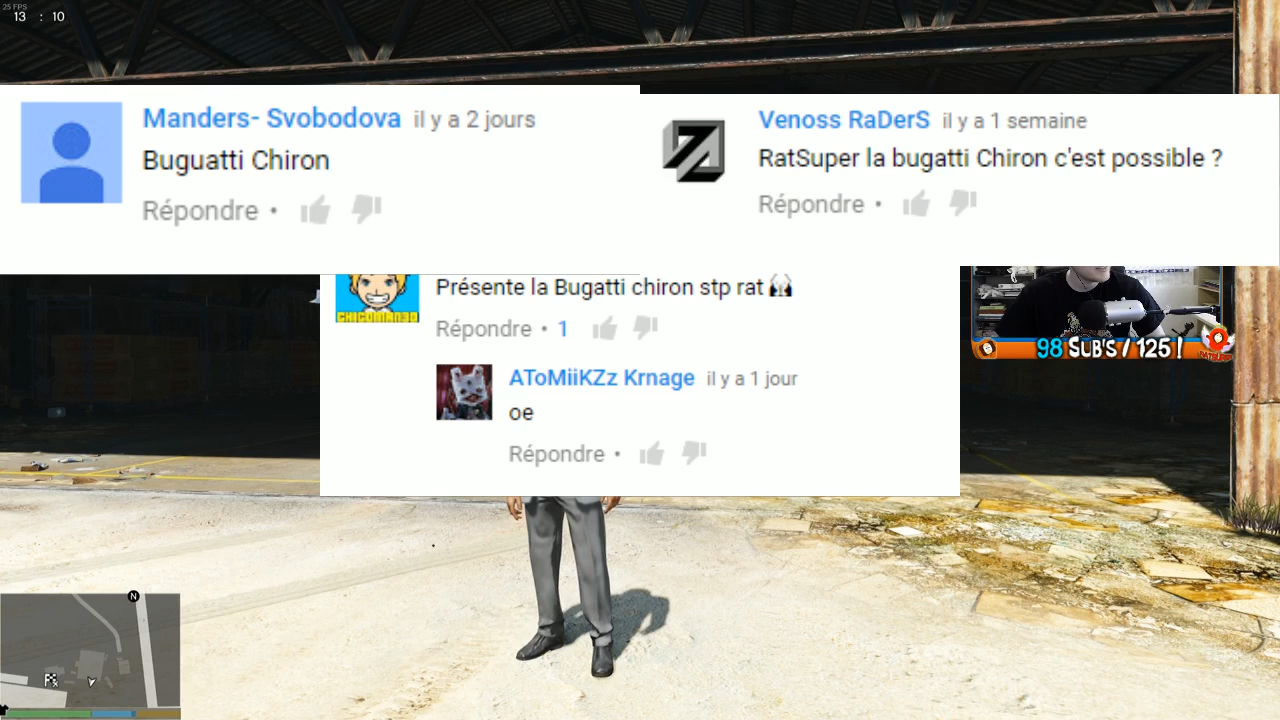 25 FPS
13 : 10
Manders- Svobodova il y a 2 jours
Buguatti Chiron
Répondre •
Venoss RaDerS il y a 1 semaine
RatSuper la bugatti Chiron c'est possible ?
Répondre •
Présente la Bugatti chiron stp rat
Répondre • 1
98 SUB'S / 125 !
AToMiiKZz Krnage il y a 1 jour
oe
Répondre •
N